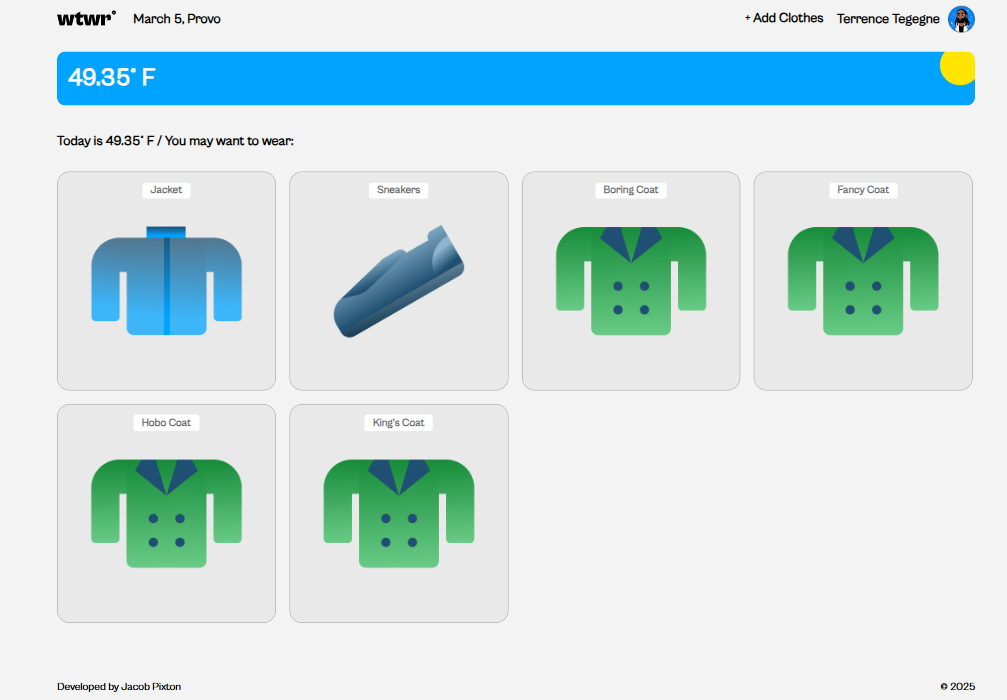 wtwr° March 5, Provo + Add Clothes Terrence Tegegne
49.35° F
Today is 49.35° F / You may want to wear:
Jacket Sneakers Boring Coat Fancy Coat
Hobo Coat King's Coat
Developed by Jacob Pixton © 2025